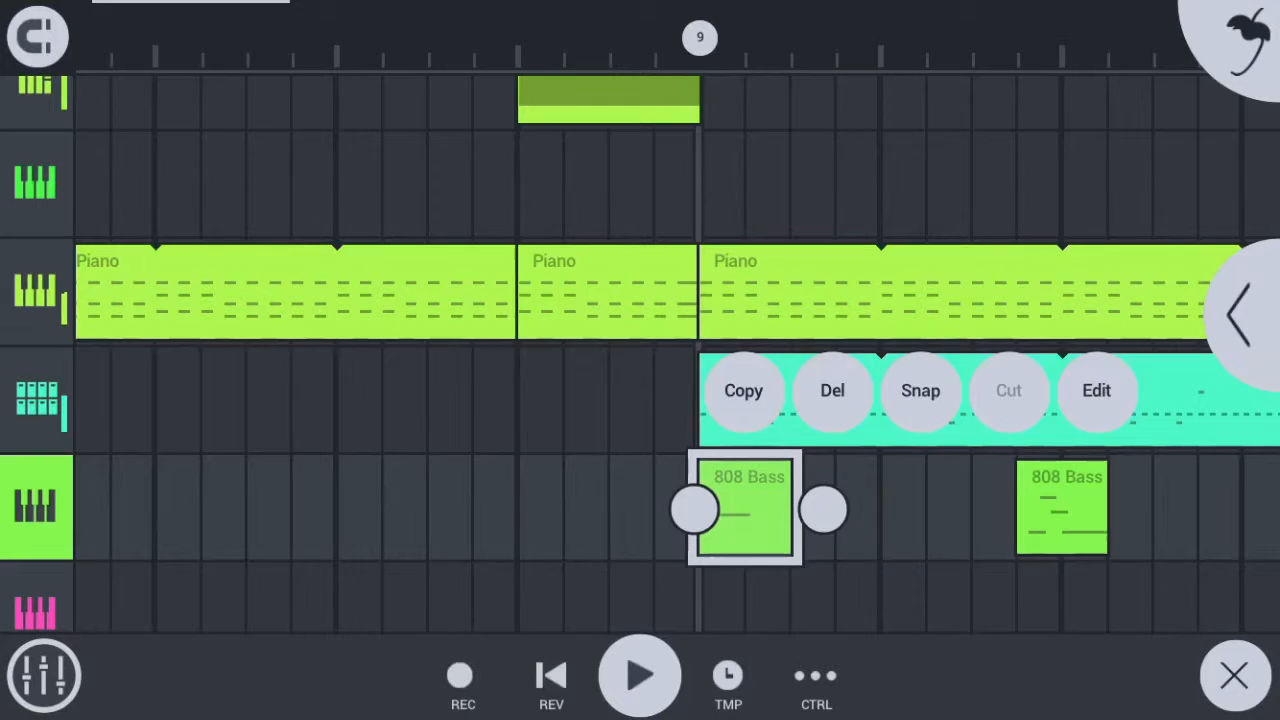 9
Piano
Piano
Piano
Copy
Del
Snap
Cut
Edit
808 Bass
808 Bass
REC
REV
TMP
CTRL